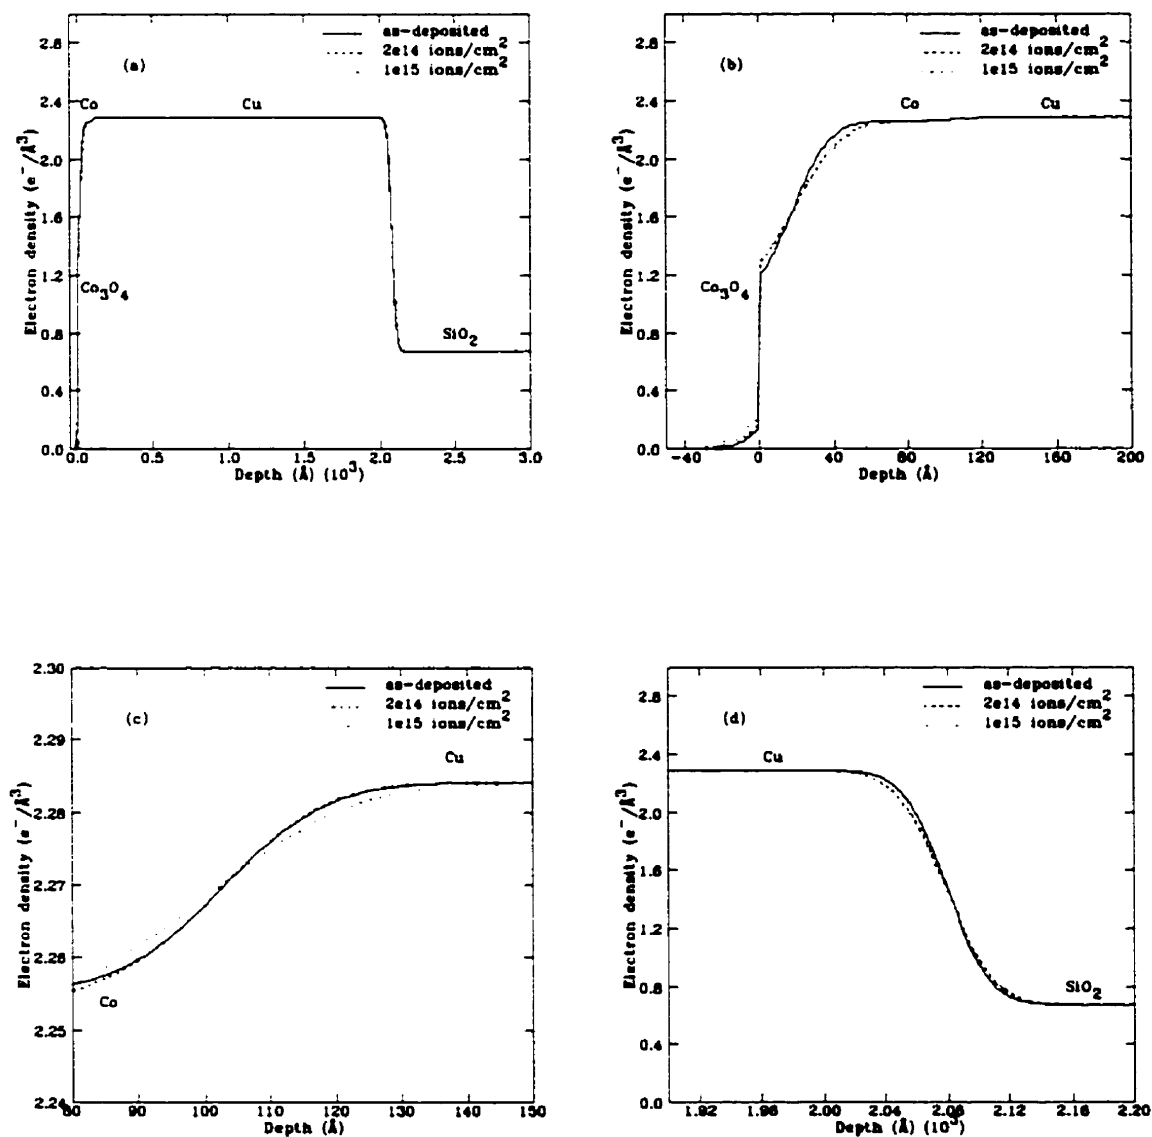 as-deposited
2e14 ions/cm2
1e15 ions/cm2
(a)
Co
Cu
Co3O4
SiO2
Electron density (e-/Å3)
2.8
2.4
2.0
1.6
1.2
0.8
0.4
0.0
0.0 0.5 1.0 1.5 2.0 2.5 3.0
Depth (Å) (10^3)
as-deposited
2e14 ions/cm2
1e15 ions/cm2
(b)
Co
Cu
Co3O4
Electron density (e-/Å3)
2.8
2.4
2.0
1.6
1.2
0.8
0.4
0.0
-40 0 40 80 120 160 200
Depth (Å)
as-deposited
2e14 ions/cm2
1e15 ions/cm2
(c)
Cu
Co
Electron density (e-/Å3)
2.30
2.29
2.28
2.27
2.26
2.25
2.24
80 90 100 110 120 130 140 150
Depth (Å)
as-deposited
2e14 ions/cm2
1e15 ions/cm2
(d)
Cu
SiO2
Electron density (e-/Å3)
2.8
2.4
2.0
1.6
1.2
0.8
0.4
0.0
1.92 1.96 2.00 2.04 2.08 2.12 2.16 2.20
Depth (Å) (10^3)